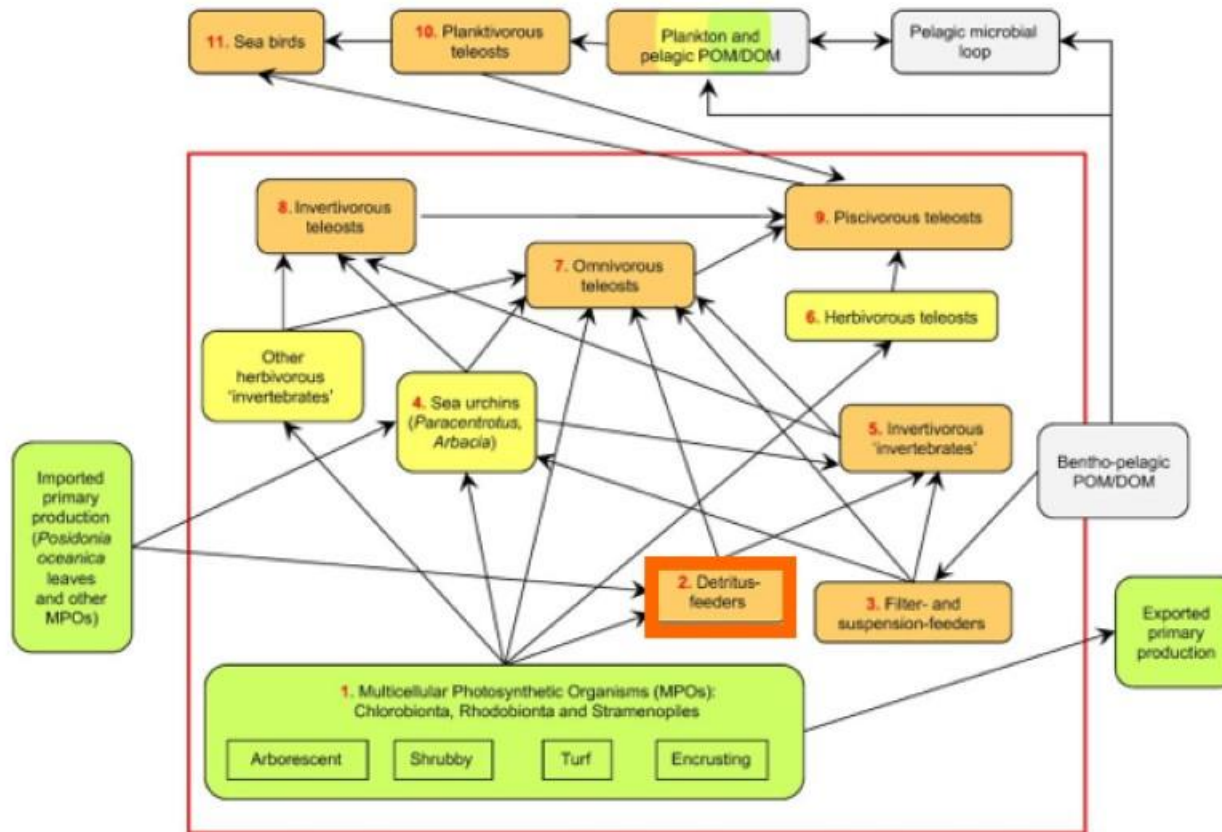 11. Sea birds
10. Planktivorous
teleosts
Plankton and
pelagic POM/DOM
Pelagic microbial
loop
8. Invertivorous
teleosts
9. Piscivorous teleosts
7. Omnivorous
teleosts
6. Herbivorous teleosts
Other
herbivorous
'invertebrates'
4. Sea urchins
(Paracentrotus,
Arbacia)
5. Invertivorous
'invertebrates'
Bentho-pelagic
POM/DOM
Imported
primary
production
(Posidonia
oceanica
leaves
and other
MPOs)
2. Detritus-
feeders
3. Filter- and
suspension-feeders
Exported
primary
production
1. Multicellular Photosynthetic Organisms (MPOs):
Chlorobionta, Rhodobionta and Stramenopiles
Arborescent
Shrubby
Turf
Encrusting